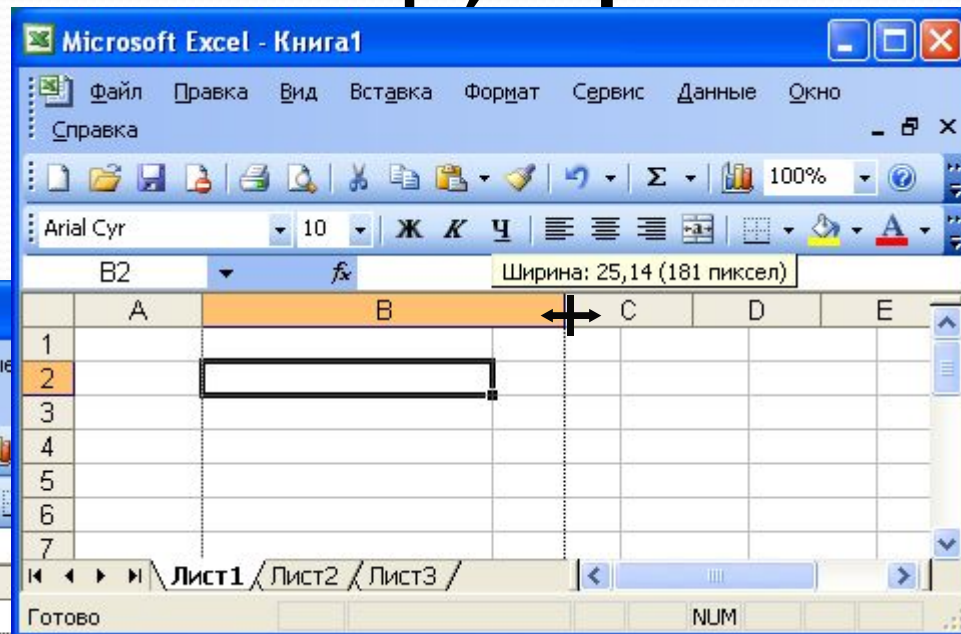 Microsoft Excel - Книга1
Файл Правка Вид Вставка Формат Сервис Данные Окно
Справка
Σ 100%
Arial Cyr 10 Ж К Ч a A
B2 fx Ширина: 25,14 (181 пиксел)
A B C D E
1
2
3
4
5
6
7
Лист1 Лист2 Лист3
Готово NUM